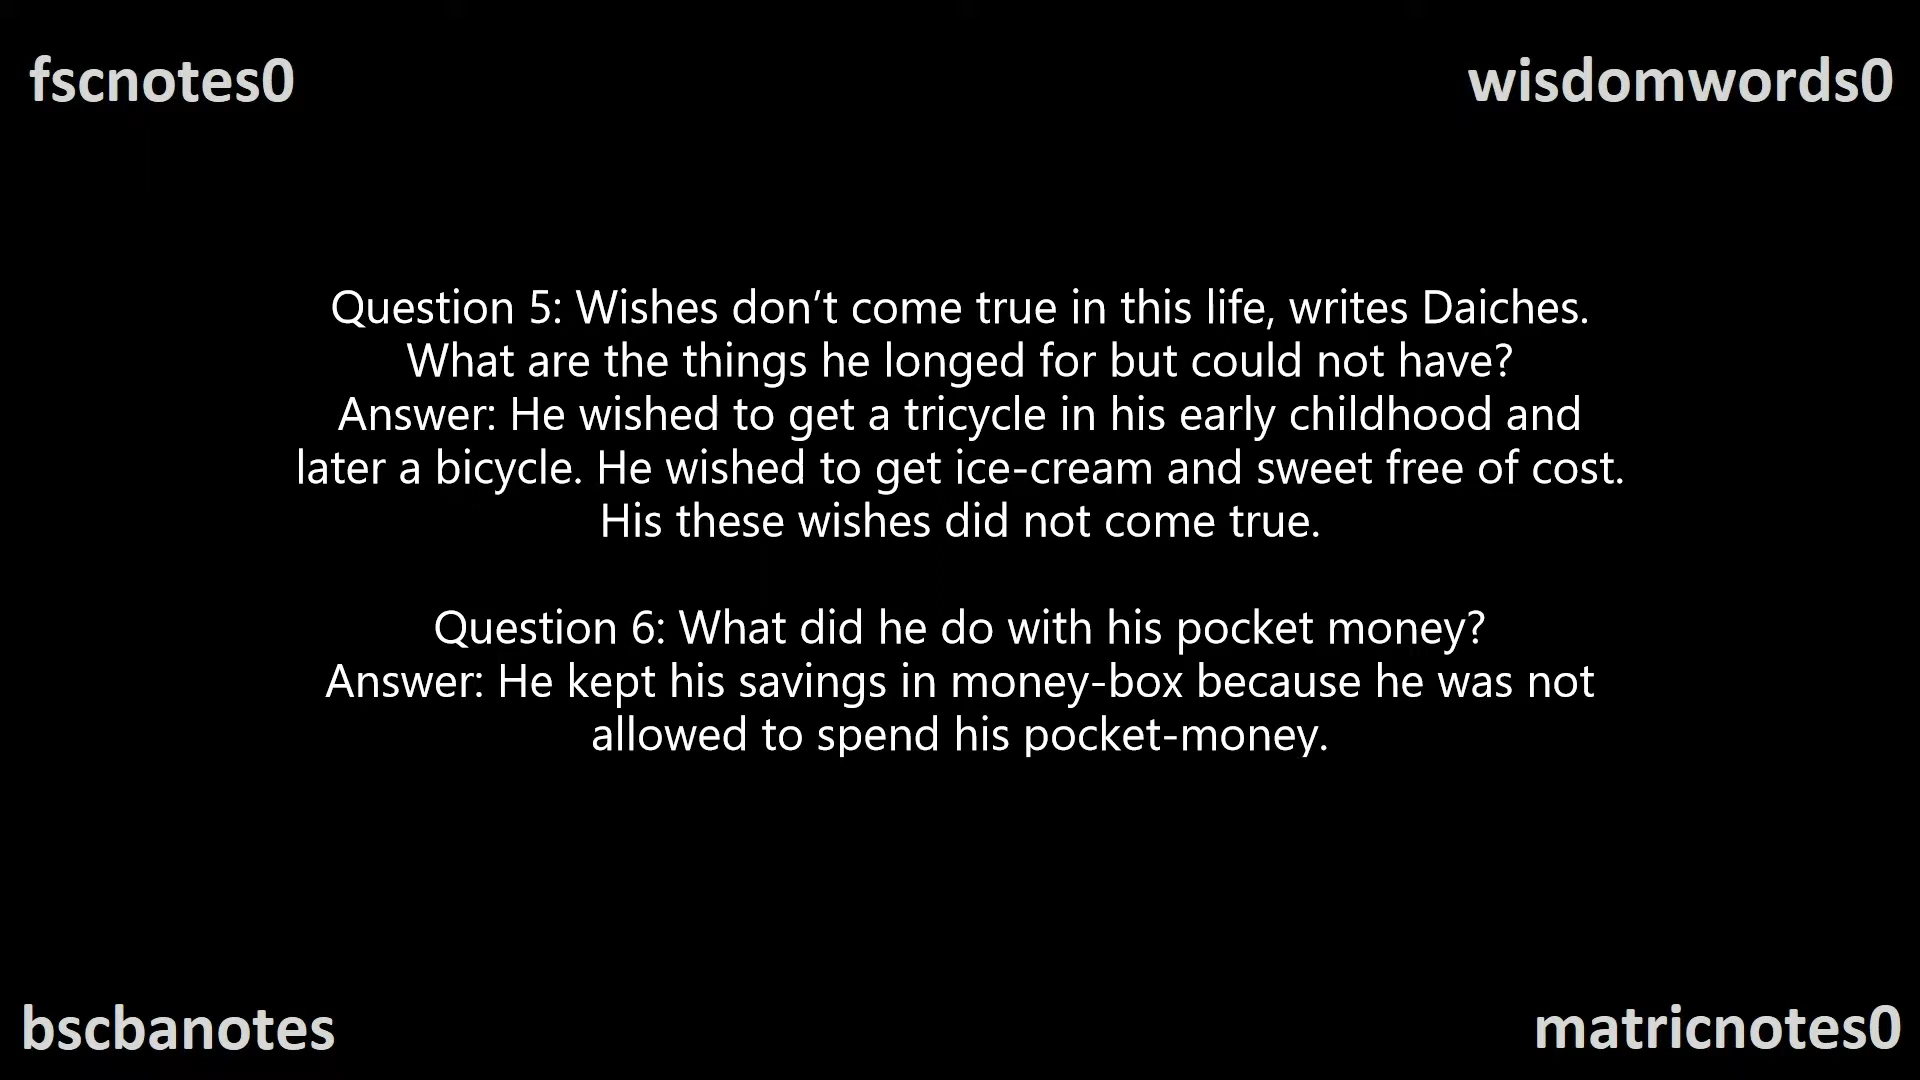 fscnotes0
wisdomwords0
Question 5: Wishes don’t come true in this life, writes Daiches.
What are the things he longed for but could not have?
Answer: He wished to get a tricycle in his early childhood and
later a bicycle. He wished to get ice-cream and sweet free of cost.
His these wishes did not come true.
Question 6: What did he do with his pocket money?
Answer: He kept his savings in money-box because he was not
allowed to spend his pocket-money.
bscbanotes
matricnotes0